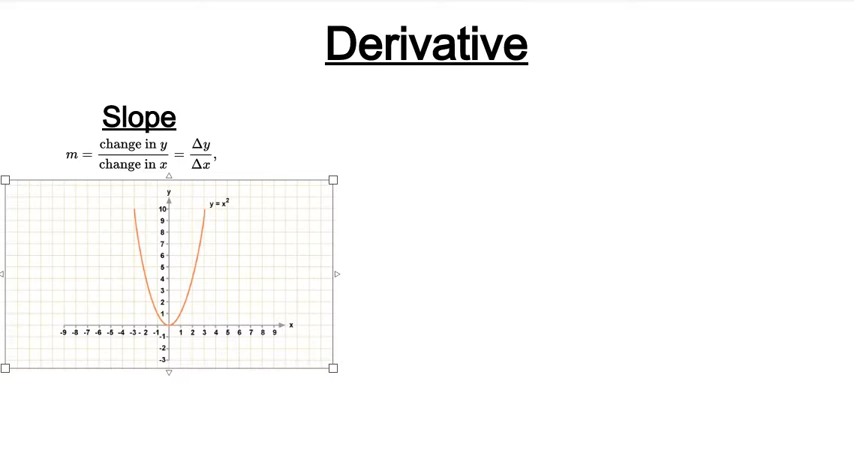 Derivative
Slope
m = change in y / change in x = Δy / Δx,
y
y = x²
10
9
8
7
6
5
4
3
2
1
x
-9 -8 -7 -6 -5 -4 -3 -2 -1 1 2 3 4 5 6 7 8 9
-1
-2
-3